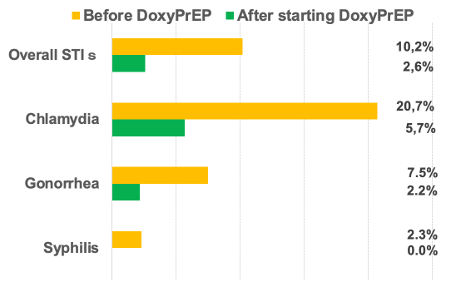 Before DoxyPrEP After starting DoxyPrEP
Overall STI s 10,2%
2,6%
Chlamydia 20,7%
5,7%
Gonorrhea 7.5%
2.2%
Syphilis 2.3%
0.0%